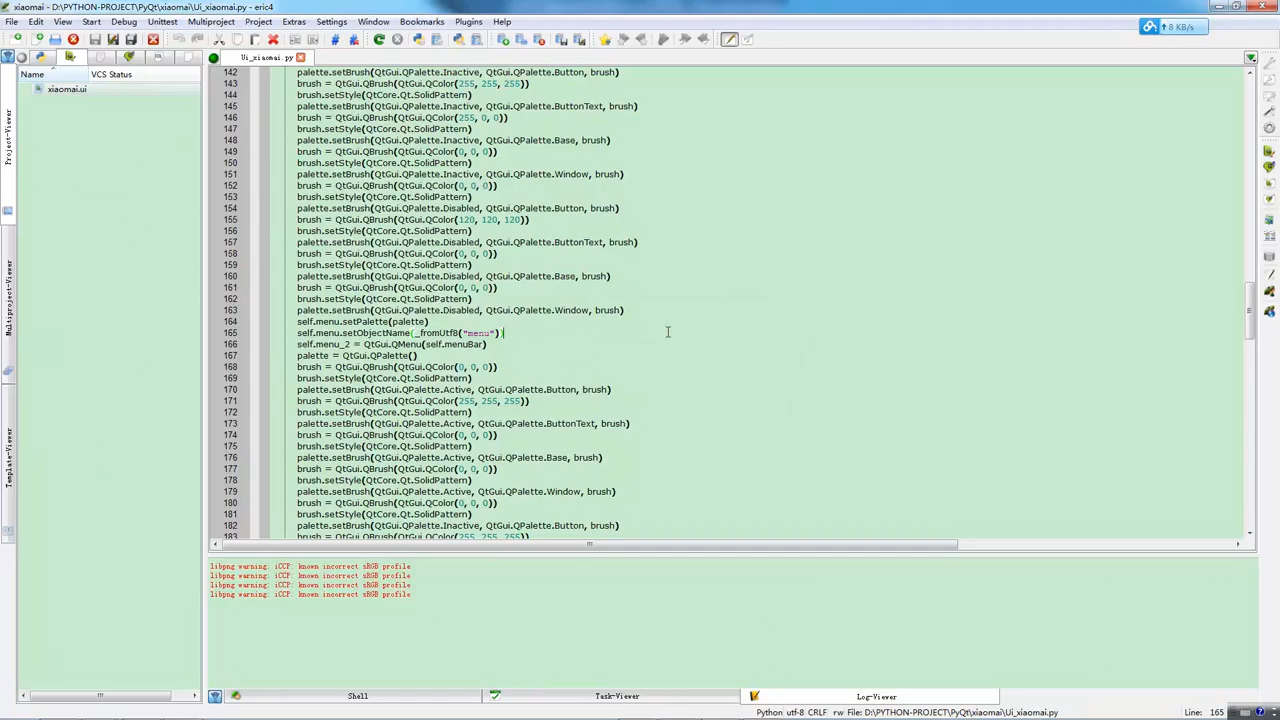 xiaomai - D:\PYTHON-PROJECT\PyQt\xiaomai\Ui_xiaomai.py - eric4
File Edit View Start Debug Unittest Multiproject Project Extras Settings Window Bookmarks Plugins Help
8 KB/s
Ui_xiaomai.py
Name VCS Status
xiaomai.ui
Project-Viewer
Multiproject-Viewer
Template-Viewer
142 palette.setBrush(QtGui.QPalette.Inactive, QtGui.QPalette.Button, brush)
143 brush = QtGui.QBrush(QtGui.QColor(255, 255, 255))
144 brush.setStyle(QtCore.Qt.SolidPattern)
145 palette.setBrush(QtGui.QPalette.Inactive, QtGui.QPalette.ButtonText, brush)
146 brush = QtGui.QBrush(QtGui.QColor(255, 0, 0))
147 brush.setStyle(QtCore.Qt.SolidPattern)
148 palette.setBrush(QtGui.QPalette.Inactive, QtGui.QPalette.Base, brush)
149 brush = QtGui.QBrush(QtGui.QColor(0, 0, 0))
150 brush.setStyle(QtCore.Qt.SolidPattern)
151 palette.setBrush(QtGui.QPalette.Inactive, QtGui.QPalette.Window, brush)
152 brush = QtGui.QBrush(QtGui.QColor(0, 0, 0))
153 brush.setStyle(QtCore.Qt.SolidPattern)
154 palette.setBrush(QtGui.QPalette.Disabled, QtGui.QPalette.Button, brush)
155 brush = QtGui.QBrush(QtGui.QColor(120, 120, 120))
156 brush.setStyle(QtCore.Qt.SolidPattern)
157 palette.setBrush(QtGui.QPalette.Disabled, QtGui.QPalette.ButtonText, brush)
158 brush = QtGui.QBrush(QtGui.QColor(0, 0, 0))
159 brush.setStyle(QtCore.Qt.SolidPattern)
160 palette.setBrush(QtGui.QPalette.Disabled, QtGui.QPalette.Base, brush)
161 brush = QtGui.QBrush(QtGui.QColor(0, 0, 0))
162 brush.setStyle(QtCore.Qt.SolidPattern)
163 palette.setBrush(QtGui.QPalette.Disabled, QtGui.QPalette.Window, brush)
164 self.menu.setPalette(palette)
165 self.menu.setObjectName(_fromUtf8("menu"))
166 self.menu_2 = QtGui.QMenu(self.menuBar)
167 palette = QtGui.QPalette()
168 brush = QtGui.QBrush(QtGui.QColor(0, 0, 0))
169 brush.setStyle(QtCore.Qt.SolidPattern)
170 palette.setBrush(QtGui.QPalette.Active, QtGui.QPalette.Button, brush)
171 brush = QtGui.QBrush(QtGui.QColor(255, 255, 255))
172 brush.setStyle(QtCore.Qt.SolidPattern)
173 palette.setBrush(QtGui.QPalette.Active, QtGui.QPalette.ButtonText, brush)
174 brush = QtGui.QBrush(QtGui.QColor(0, 0, 0))
175 brush.setStyle(QtCore.Qt.SolidPattern)
176 palette.setBrush(QtGui.QPalette.Active, QtGui.QPalette.Base, brush)
177 brush = QtGui.QBrush(QtGui.QColor(0, 0, 0))
178 brush.setStyle(QtCore.Qt.SolidPattern)
179 palette.setBrush(QtGui.QPalette.Active, QtGui.QPalette.Window, brush)
180 brush = QtGui.QBrush(QtGui.QColor(0, 0, 0))
181 brush.setStyle(QtCore.Qt.SolidPattern)
182 palette.setBrush(QtGui.QPalette.Inactive, QtGui.QPalette.Button, brush)
183 brush = QtGui.QBrush(QtGui.QColor(255, 255, 255))
libpng warning: iCCP: known incorrect sRGB profile
libpng warning: iCCP: known incorrect sRGB profile
libpng warning: iCCP: known incorrect sRGB profile
libpng warning: iCCP: known incorrect sRGB profile
Shell Task-Viewer Log-Viewer
Python utf-8 CRLF rw File: D:\PYTHON-PROJECT\PyQt\xiaomai\Ui_xiaomai.py Line: 165